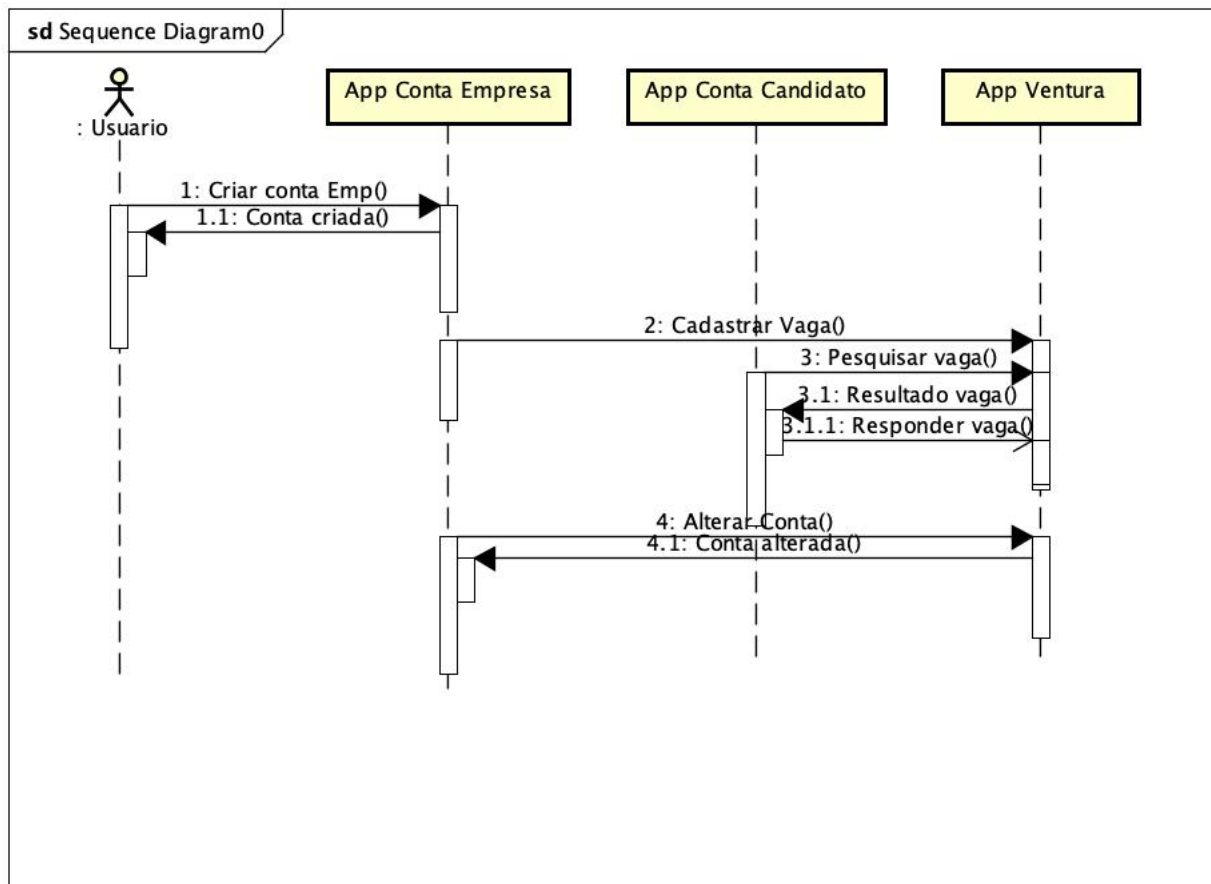 sd Sequence Diagram0
: Usuario
App Conta Empresa
App Conta Candidato
App Ventura
1: Criar conta Emp()
1.1: Conta criada()
2: Cadastrar Vaga()
3: Pesquisar vaga()
3.1: Resultado vaga()
3.1.1: Responder vaga()
4: Alterar Conta()
4.1: Conta alterada()